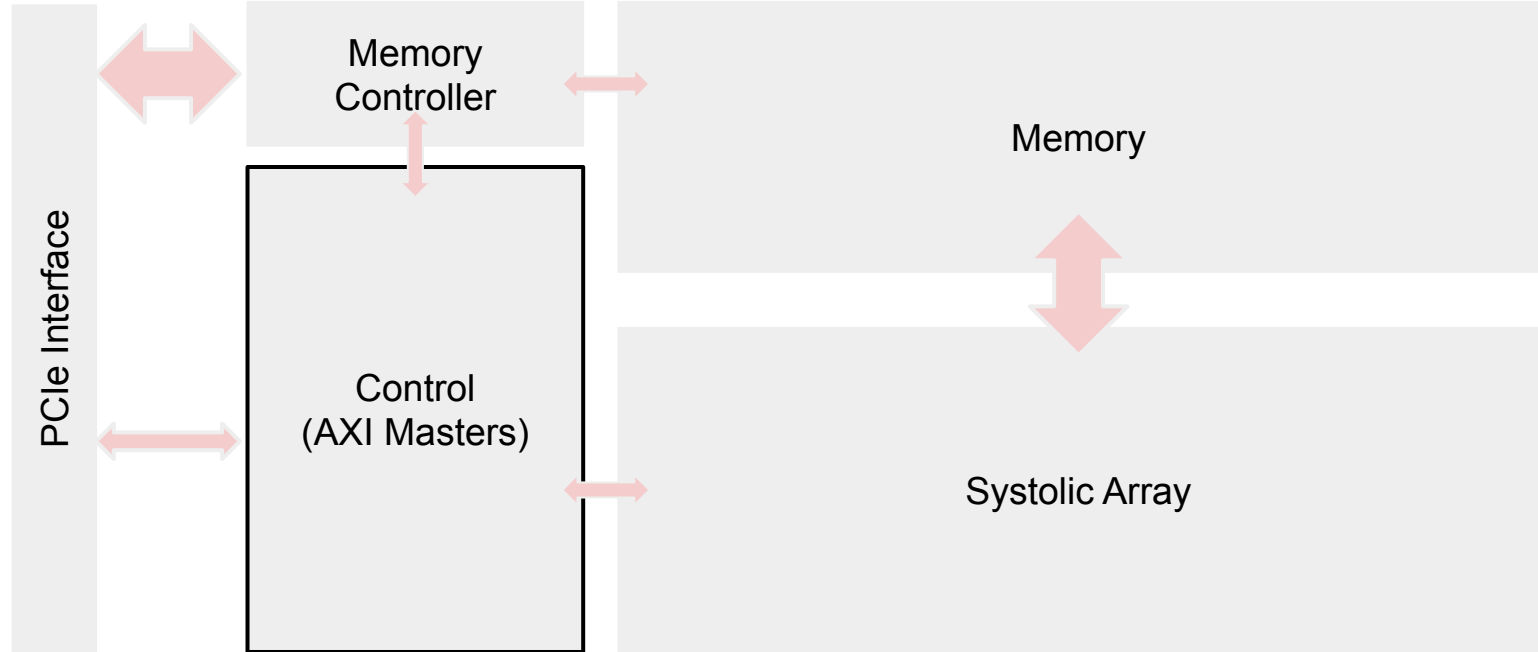 PCIe Interface
Memory
Controller
Memory
Control
(AXI Masters)
Systolic Array